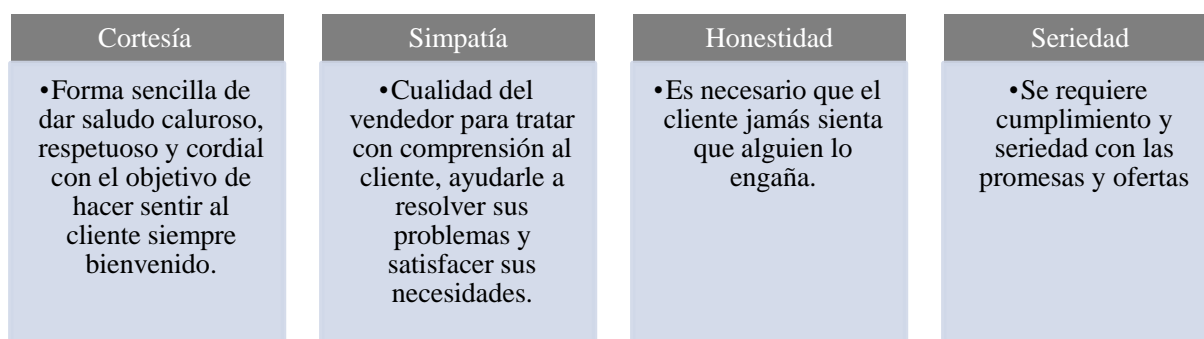 Cortesía
•Forma sencilla de
dar saludo caluroso,
respetuoso y cordial
con el objetivo de
hacer sentir al
cliente siempre
bienvenido.
Simpatía
•Cualidad del
vendedor para tratar
con comprensión al
cliente, ayudarle a
resolver sus
problemas y
satisfacer sus
necesidades.
Honestidad
•Es necesario que el
cliente jamás sienta
que alguien lo
engaña.
Seriedad
•Se requiere
cumplimiento y
seriedad con las
promesas y ofertas